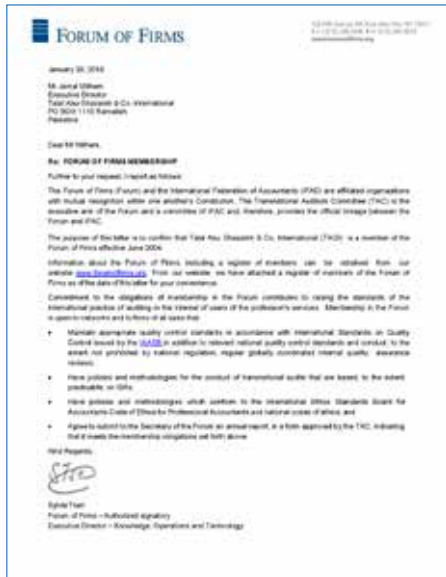 FORUM OF FIRMS
January 2016
Executive Director
Talal Abu-Ghazaleh & Co. International
PO BOX 1110 Ramallah,
Palestine
Re: FORUM OF FIRMS MEMBERSHIP
Further to your request, I report as follows:
The Forum of Firms (Forum) and the International Federation of Accountants (IFAC) are affiliated organizations
with mutual recognition within one another's Constitution. The Transnational Auditors Committee (TAC) is the
executive arm of the Forum and a committee of IFAC and, therefore, provides the official linkage between the
Forum and IFAC.
The purpose of this letter is to confirm that Talal Abu-Ghazaleh & Co. International (TAGI) is a member of the
Forum of Firms effective June 2004.
Information about the Forum of Firms, including a register of members can be obtained from our
website From our website, we have attached a register of members of the Forum of
Firms as of the date of this letter for your convenience.
Commitment to the obligations of membership in the Forum contributes to raising the standards of the
international practice of auditing in the interest of users of the profession's services. Membership in the Forum
is open to networks and to firms of all sizes that:
• Maintain appropriate quality control standards in accordance with International Standards on Quality
Control issued by the IAASB in addition to relevant national quality control standards and conduct, to the
extent not prohibited by national regulation, regular globally coordinated internal quality assurance
reviews;
• Have policies and methodologies for the conduct of transnational audits that are based, to the extent
practicable, on ISAs;
• Have policies and methodologies which conform to the International Ethics Standards Board for
Accountants Code of Ethics for Professional Accountants and national codes of ethics; and
• Agree to submit to the Secretary of the Forum an annual report, in a form approved by the TAC, indicating
that it meets the membership obligations set forth above.
Kind Regards,
Sylvia Tsen
Forum of Firms – Authorized signatory
Executive Director – Knowledge, Operations and Technology